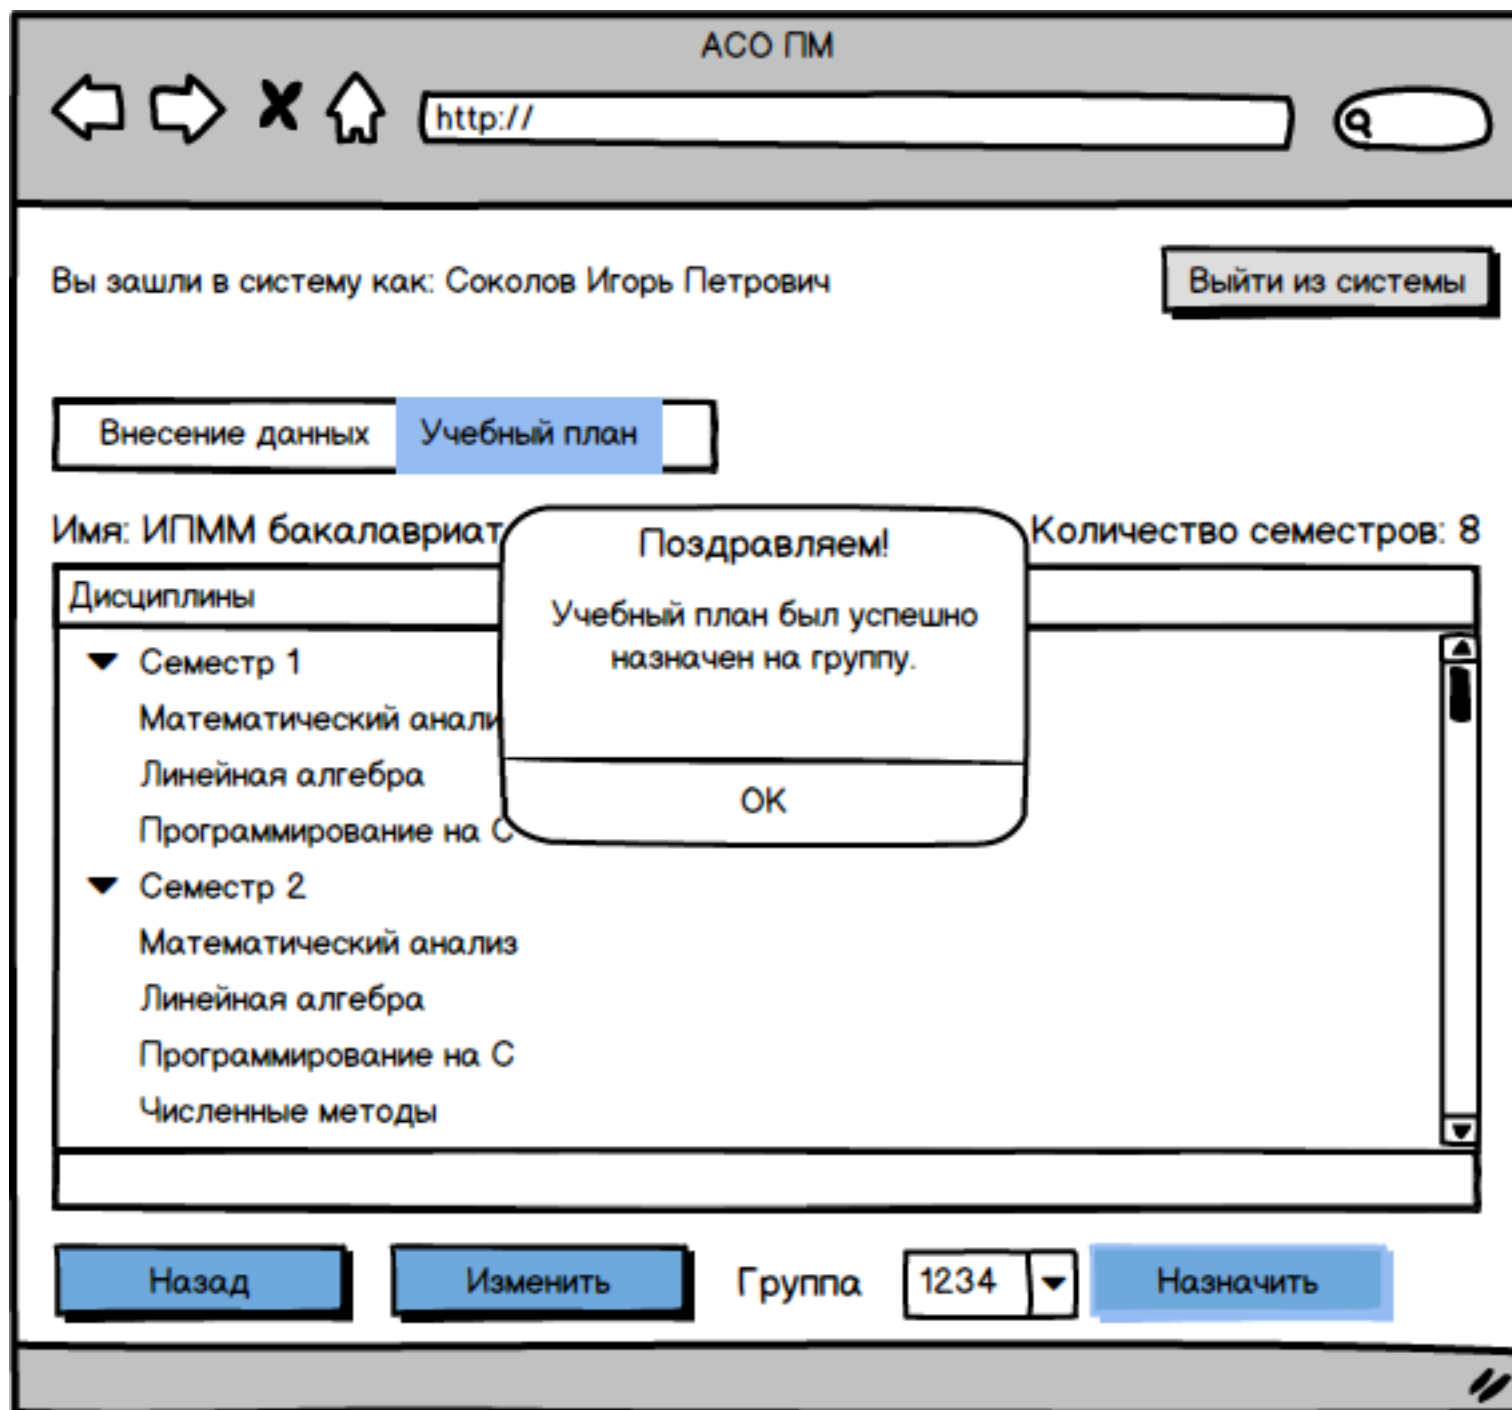 АСО ПМ
http://
Вы зашли в систему как: Соколов Игорь Петрович
Выйти из системы
Внесение данных
Учебный план
Имя: ИПММ бакалавриат
Количество семестров: 8
Поздравляем!
Учебный план был успешно
назначен на группу.
OK
Дисциплины
Семестр 1
Математический анали
Линейная алгебра
Программирование на С
Семестр 2
Математический анализ
Линейная алгебра
Программирование на С
Численные методы
Назад
Изменить
Группа
1234
Назначить